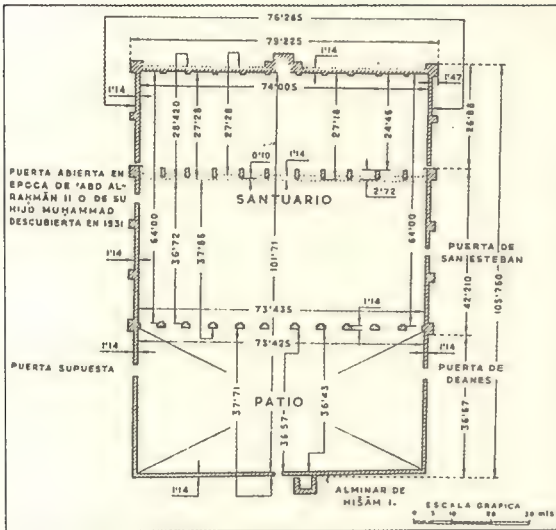 76'285
79'225
1'14
1'14
1'47
74'005
28'420
27'28
27'28
27'18
24'46
26'88
0'10
1'14
2'72
PUERTA ABIERTA EN
EPOCA DE 'ABD AL-
RAḤMĀN II O DE SU
HIJO MUḤAMMAD
DESCUBIERTA EN 1931
SANTUARIO
64'00
36'72
37'86
101'71
64'00
PUERTA DE
SAN ESTEBAN
42'210
105'760
1'14
73'435
1'14
73'425
1'14
1'14
PUERTA SUPUESTA
PUERTA DE
DEANES
PATIO
37'71
36'57
36'43
36'67
1'14
ALMINAR DE
HIŠĀM I.
ESCALA GRAFICA
0 5 10 20 mts